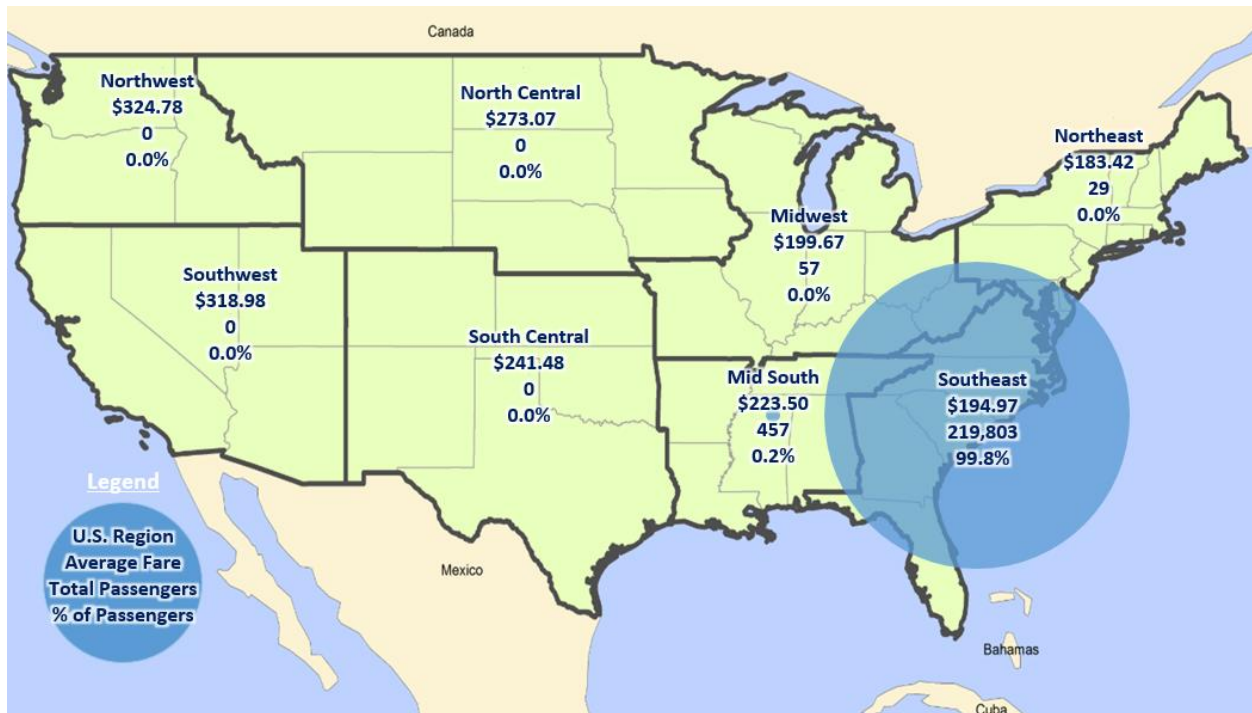 Canada
Northwest
$324.78
0
0.0%
North Central
$273.07
0
0.0%
Northeast
$183.42
29
0.0%
Midwest
$199.67
57
0.0%
Southwest
$318.98
0
0.0%
South Central
$241.48
0
0.0%
Mid South
$223.50
457
0.2%
Southeast
$194.97
219,803
99.8%
Legend
U.S. Region
Average Fare
Total Passengers
% of Passengers
Mexico
Bahamas
Cuba